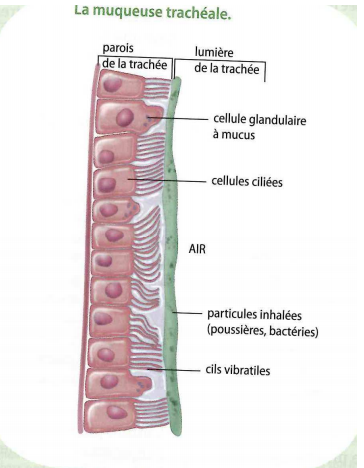 La muqueuse trachéale.
parois
de la trachée
lumière
de la trachée
cellule glandulaire
à mucus
cellules ciliées
AIR
particules inhalées
(poussières, bactéries)
cils vibratiles